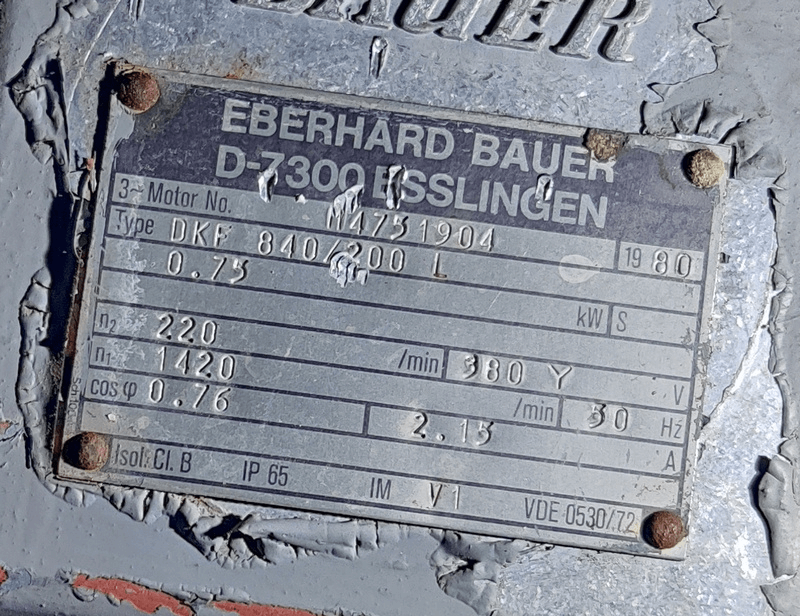 BAUER
EBERHARD BAUER
D-7300 ESSLINGEN
3~ Motor No. M4751904
Type DKF 840/200 L 1980
0.75 kW S
n₂ 220 /min 380 Y V
n₁ 1420 /min 50 Hz
cos φ 0.76 2.15 A
Isol. Cl. B IP 65 IM V1 VDE 0530/72